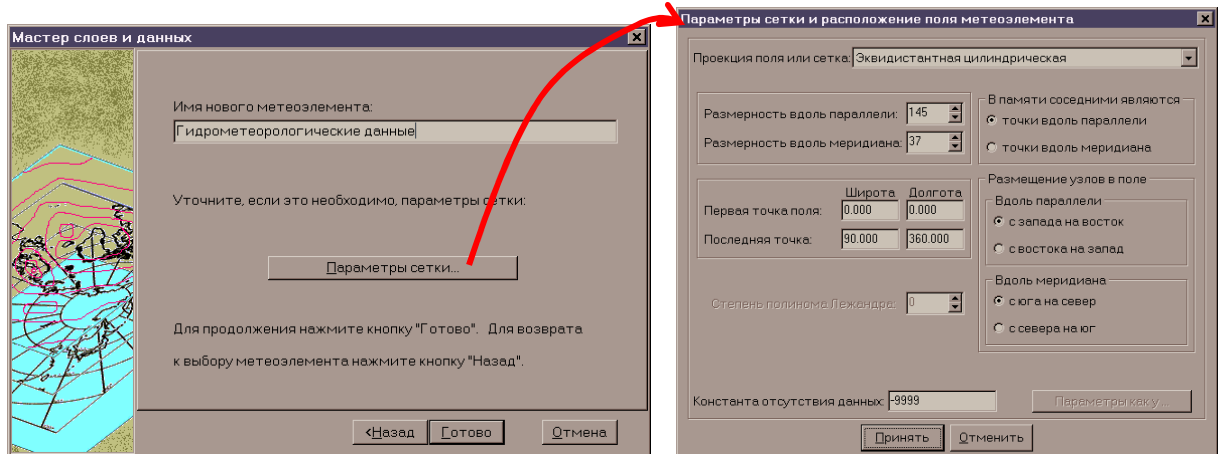 Мастер слоев и данных
Имя нового метеоэлемента:
Гидрометеорологические данные
Уточните, если это необходимо, параметры сетки:
Параметры сетки...
Для продолжения нажмите кнопку "Готово". Для возврата
к выбору метеоэлемента нажмите кнопку "Назад".
<Назад
Готово
Отмена
Параметры сетки и расположение поля метеоэлемента
Проекция поля или сетка: Эквидистантная цилиндрическая
Размерность вдоль параллели: 145
Размерность вдоль меридиана: 37
В памяти соседними являются
точки вдоль параллели
точки вдоль меридиана
Широта Долгота
Первая точка поля: 0.000 0.000
Последняя точка: 90.000 360.000
Размещение узлов в поле
Вдоль параллели
с запада на восток
с востока на запад
Вдоль меридиана
с юга на север
с севера на юг
Степень полинома Лежандра: 0
Константа отсутствия данных: -9999
Параметры как у ...
Принять
Отменить